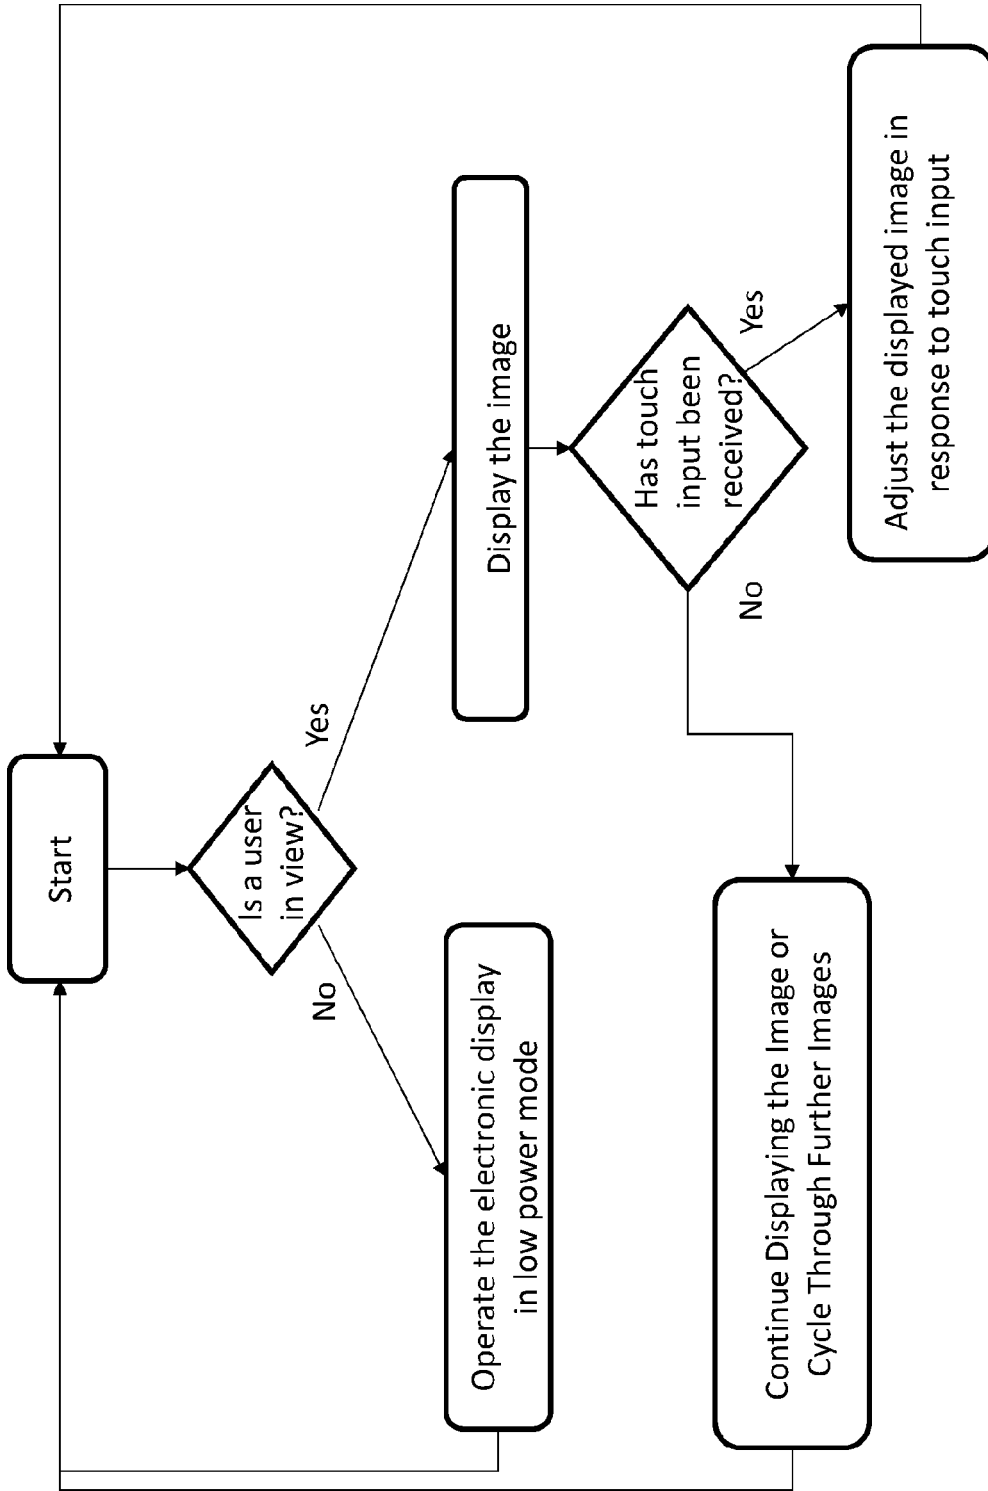 Start
Is a user
in view?
No
Yes
Operate the electronic display
in low power mode
Display the image
Has touch
input been
received?
No
Yes
Continue Displaying the Image or
Cycle Through Further Images
Adjust the displayed image in
response to touch input